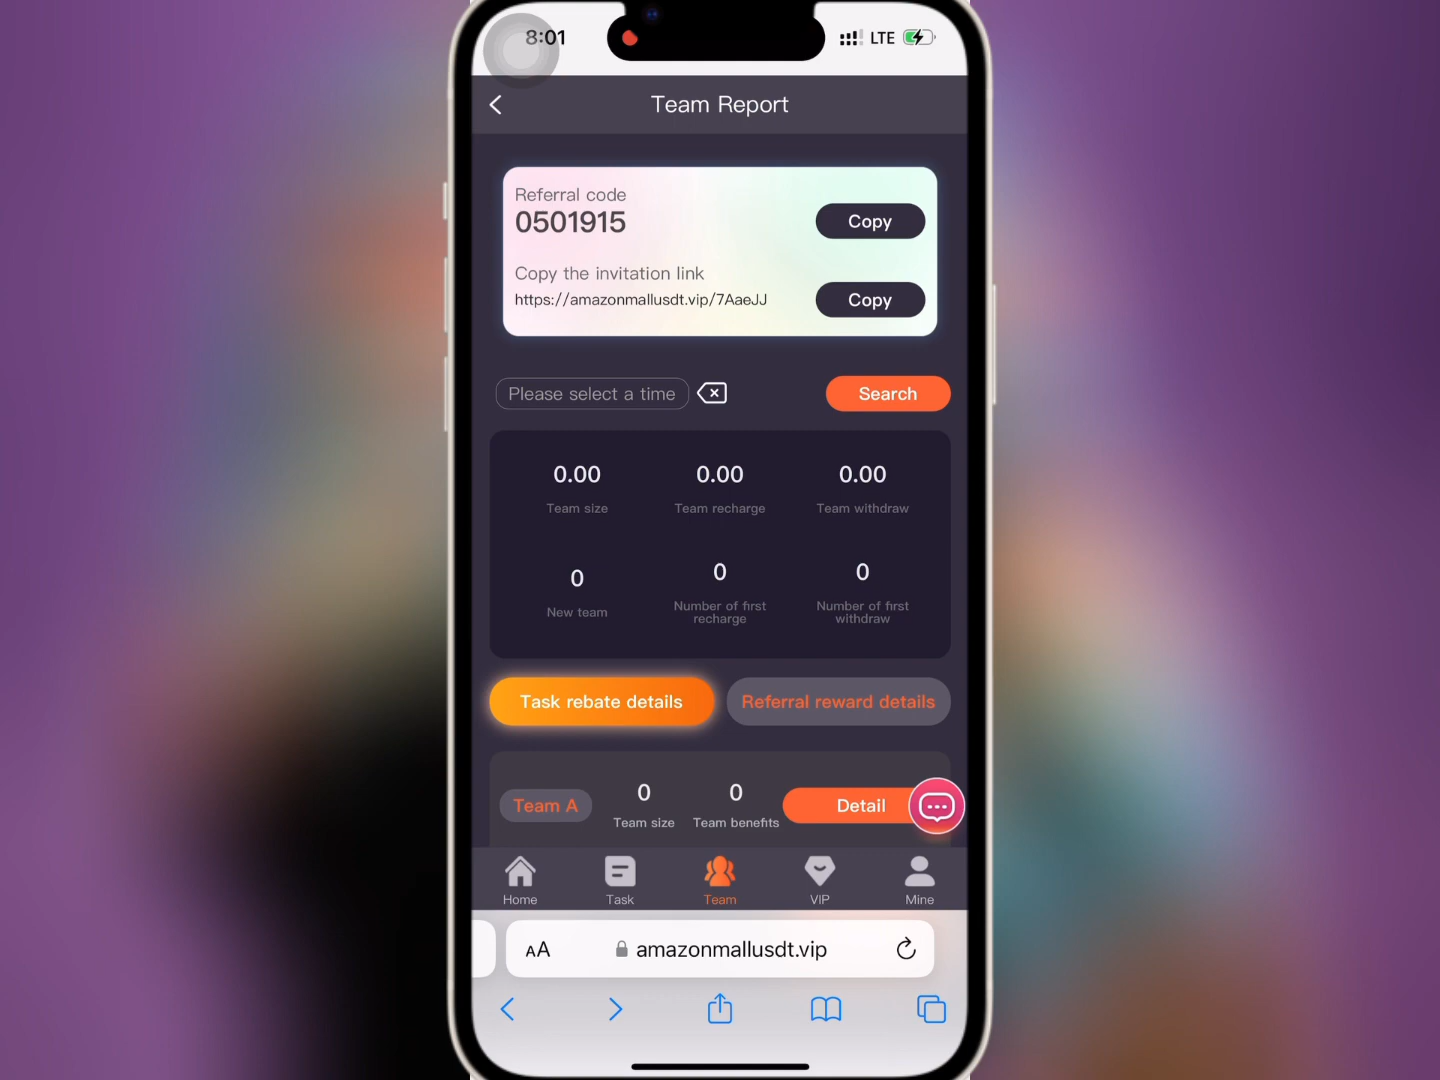 8:01
LTE
Team Report
Referral code
0501915
Copy
Copy the invitation link
https://amazonmallusdt.vip/7AaeJJ
Copy
Please select a time
Search
0.00
0.00
0.00
Team size
Team recharge
Team withdraw
0
0
0
New team
Number of first
recharge
Number of first
withdraw
Task rebate details
Referral reward details
Team A
0
Team size
0
Team benefits
Detail
Home
Task
Team
VIP
Mine
AA
amazonmallusdt.vip